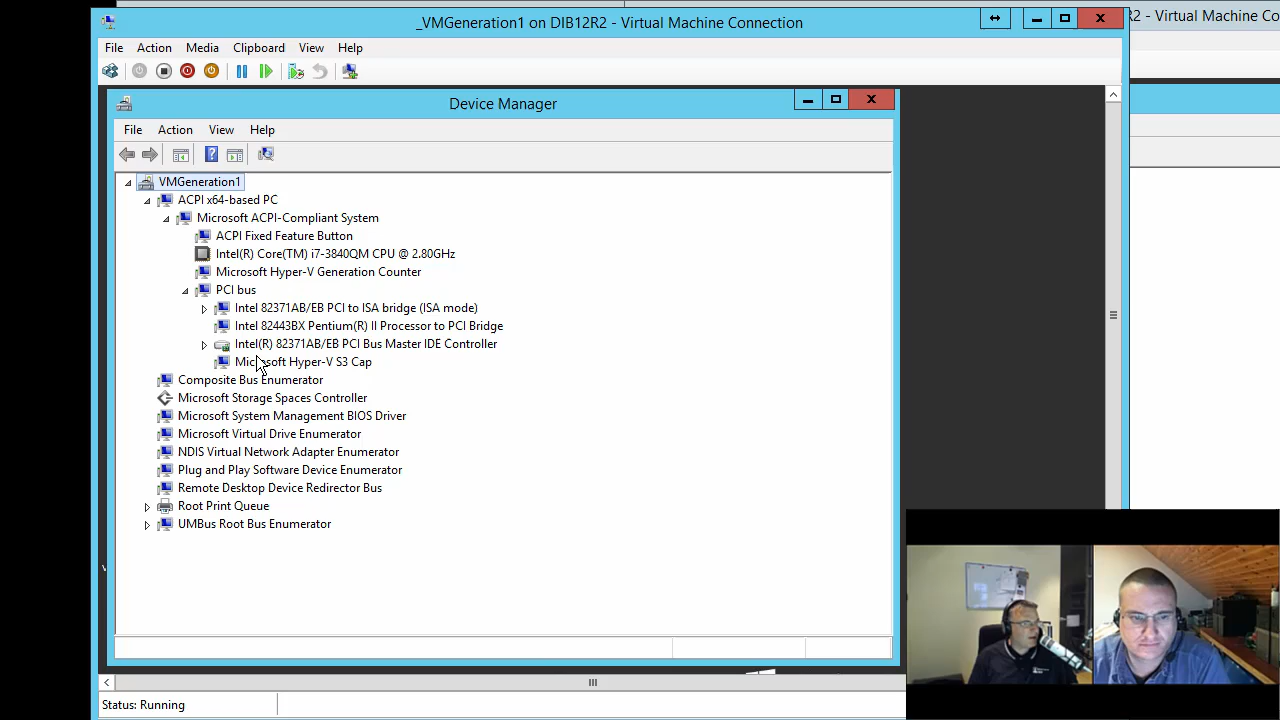 _VMGeneration1 on DIB12R2 - Virtual Machine Connection
R2 - Virtual Machine Co
File Action Media Clipboard View Help
Device Manager
File Action View Help
VMGeneration1
ACPI x64-based PC
Microsoft ACPI-Compliant System
ACPI Fixed Feature Button
Intel(R) Core(TM) i7-3840QM CPU @ 2.80GHz
Microsoft Hyper-V Generation Counter
PCI bus
Intel 82371AB/EB PCI to ISA bridge (ISA mode)
Intel 82443BX Pentium(R) II Processor to PCI Bridge
Intel(R) 82371AB/EB PCI Bus Master IDE Controller
Microsoft Hyper-V S3 Cap
Composite Bus Enumerator
Microsoft Storage Spaces Controller
Microsoft System Management BIOS Driver
Microsoft Virtual Drive Enumerator
NDIS Virtual Network Adapter Enumerator
Plug and Play Software Device Enumerator
Remote Desktop Device Redirector Bus
Root Print Queue
UMBus Root Bus Enumerator
Status: Running